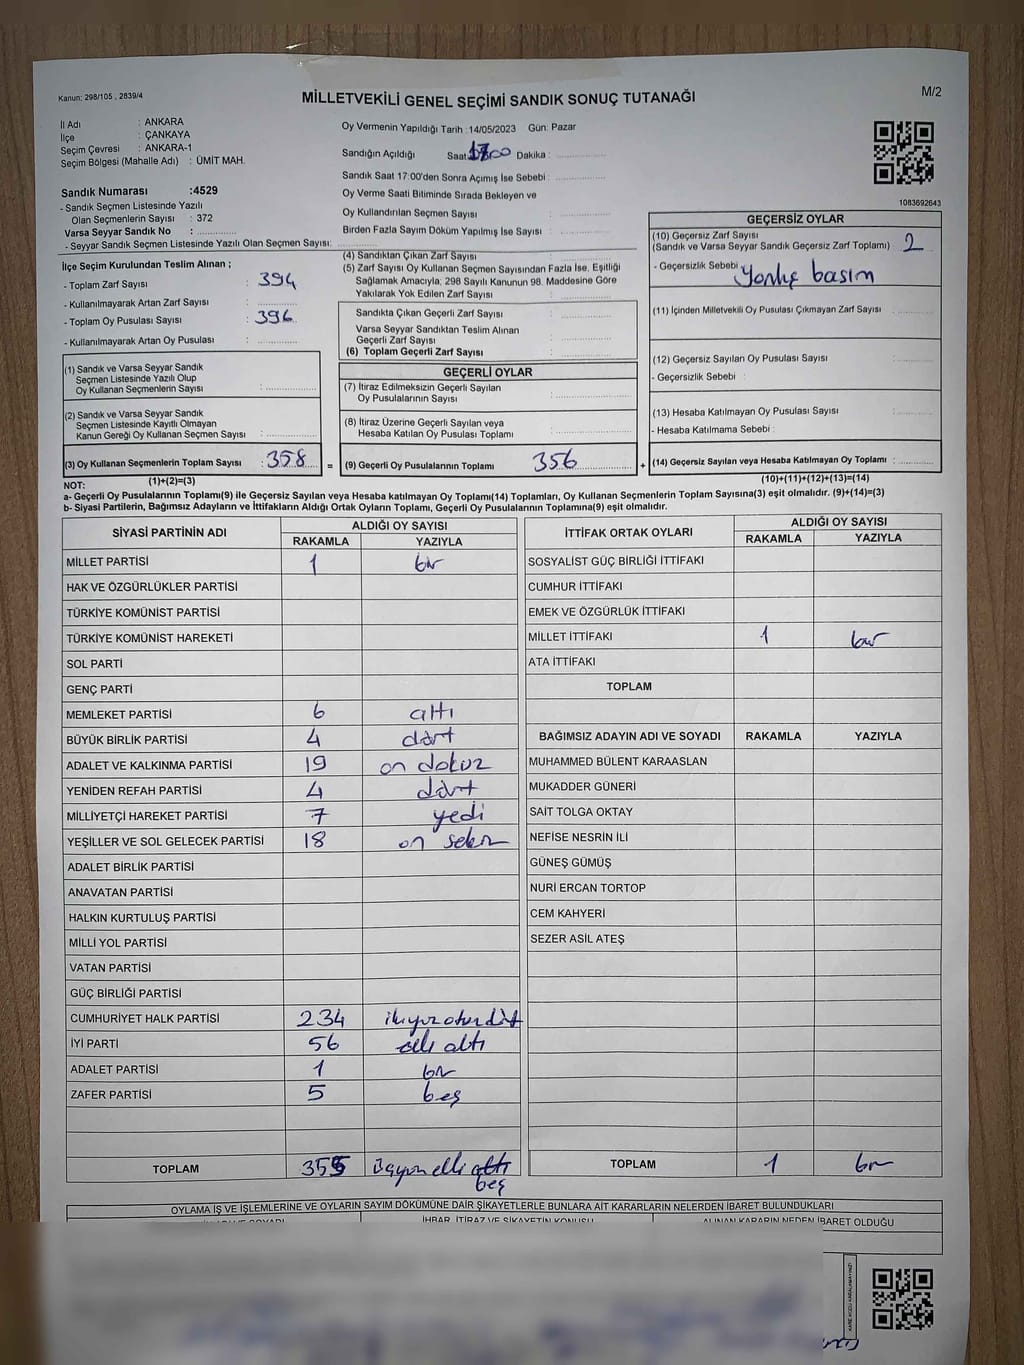 Kanun: 298/105 , 2839/4
MİLLETVEKİLİ GENEL SEÇİMİ SANDIK SONUÇ TUTANAĞI
M/2
İl Adı : ANKARA
İlçe : ÇANKAYA
Seçim Çevresi : ANKARA-1
Seçim Bölgesi (Mahalle Adı) : ÜMİT MAH.
Sandık Numarası :4529
- Sandık Seçmen Listesinde Yazılı
Olan Seçmenlerin Sayısı : 372
Varsa Seyyar Sandık No : ............
- Seyyar Sandık Seçmen Listesinde Yazılı Olan Seçmen Sayısı: ............
Oy Vermenin Yapıldığı Tarih :14/05/2023 Gün: Pazar
Sandığın Açıldığı Saat Dakika : ............
Sandık Saat 17:00'den Sonra Açımış İse Sebebi : ............
Oy Verme Saati Bitiminde Sırada Bekleyen ve
Oy Kullandırılan Seçmen Sayısı : ............
Birden Fazla Sayım Döküm Yapılmış İse Sayısı : ............
1083692643
İlçe Seçim Kurulundan Teslim Alınan ;
- Toplam Zarf Sayısı : 394
- Kullanılmayarak Artan Zarf Sayısı : ............
- Toplam Oy Pusulası Sayısı : 396
- Kullanılmayarak Artan Oy Pusulası : ............
(4) Sandıktan Çıkan Zarf Sayısı : ............
(5) Zarf Sayısı Oy Kullanan Seçmen Sayısından Fazla İse, Eşitliği
Sağlamak Amacıyla; 298 Sayılı Kanunun 98. Maddesine Göre
Yakılarak Yok Edilen Zarf Sayısı : ............
Sandıkta Çıkan Geçerli Zarf Sayısı : ............
Varsa Seyyar Sandıktan Teslim Alınan
Geçerli Zarf Sayısı : ............
(6) Toplam Geçerli Zarf Sayısı : ............
GEÇERSİZ OYLAR
(10) Geçersiz Zarf Sayısı
(Sandık ve Varsa Seyyar Sandık Geçersiz Zarf Toplamı) 2
- Geçersizlik Sebebi : basım
(11) İçinden Milletvekili Oy Pusulası Çıkmayan Zarf Sayısı : ............
(12) Geçersiz Sayılan Oy Pusulası Sayısı : ............
- Geçersizlik Sebebi :
(13) Hesaba Katılmayan Oy Pusulası Sayısı : ............
- Hesaba Katılmama Sebebi :
(14) Geçersiz Sayılan veya Hesaba Katılmayan Oy Toplamı : ............
(10)+(11)+(12)+(13)=(14)
(1) Sandık ve Varsa Seyyar Sandık
Seçmen Listesinde Yazılı Olup
Oy Kullanan Seçmenlerin Sayısı : ............
(2) Sandık ve Varsa Seyyar Sandık
Seçmen Listesinde Kayıtlı Olmayan
Kanun Gereği Oy Kullanan Seçmen Sayısı : ............
(3) Oy Kullanan Seçmenlerin Toplam Sayısı : 358 =
(1)+(2)=(3)
GEÇERLİ OYLAR
(7) İtiraz Edilmeksizin Geçerli Sayılan
Oy Pusulalarının Sayısı : ............
(8) İtiraz Üzerine Geçerli Sayılan veya
Hesaba Katılan Oy Pusulası Toplamı : ............
(9) Geçerli Oy Pusulalarının Toplamı 356 +
NOT:
a- Geçerli Oy Pusulalarının Toplamı(9) ile Geçersiz Sayılan veya Hesaba katılmayan Oy Toplamı(14) Toplamları, Oy Kullanan Seçmenlerin Toplam Sayısına(3) eşit olmalıdır. (9)+(14)=(3)
b- Siyasi Partilerin, Bağımsız Adayların ve İttifakların Aldığı Ortak Oyların Toplamı, Geçerli Oy Pusulalarının Toplamına(9) eşit olmalıdır.
SİYASİ PARTİNİN ADI ALDIĞI OY SAYISI
RAKAMLA YAZIYLA
MİLLET PARTİSİ 1 bir
HAK VE ÖZGÜRLÜKLER PARTİSİ
TÜRKİYE KOMÜNİST PARTİSİ
TÜRKİYE KOMÜNİST HAREKETİ
SOL PARTİ
GENÇ PARTİ
MEMLEKET PARTİSİ 6 altı
BÜYÜK BİRLİK PARTİSİ 4 dört
ADALET VE KALKINMA PARTİSİ 19 on dokuz
YENİDEN REFAH PARTİSİ 4 dört
MİLLİYETÇİ HAREKET PARTİSİ 7 yedi
YEŞİLLER VE SOL GELECEK PARTİSİ 18 on sekiz
ADALET BİRLİK PARTİSİ
ANAVATAN PARTİSİ
HALKIN KURTULUŞ PARTİSİ
MİLLİ YOL PARTİSİ
VATAN PARTİSİ
GÜÇ BİRLİĞİ PARTİSİ
CUMHURİYET HALK PARTİSİ 234 ikiyüzotuzdört
İYİ PARTİ 56 elli altı
ADALET PARTİSİ 1 bir
ZAFER PARTİSİ 5 beş
TOPLAM 355 üçyüz elli altı
beş
İTTİFAK ORTAK OYLARI ALDIĞI OY SAYISI
RAKAMLA YAZIYLA
SOSYALİST GÜÇ BİRLİĞİ İTTİFAKI
CUMHUR İTTİFAKI
EMEK VE ÖZGÜRLÜK İTTİFAKI
MİLLET İTTİFAKI 1 bir
ATA İTTİFAKI
TOPLAM
BAĞIMSIZ ADAYIN ADI VE SOYADI RAKAMLA YAZIYLA
MUHAMMED BÜLENT KARAASLAN
MUKADDER GÜNERİ
SAİT TOLGA OKTAY
NEFİSE NESRİN İLİ
GÜNEŞ GÜMÜŞ
NURİ ERCAN TORTOP
CEM KAHYERİ
SEZER ASİL ATEŞ
TOPLAM 1 bir
OYLAMA İŞ VE İŞLEMLERİNE VE OYLARIN SAYIM DÖKÜMÜNE DAİR ŞİKAYETLERLE BUNLARA AİT KARARLARIN NELERDEN İBARET BULUNDUKLARI
İHBAR, İTİRAZ VE ŞİKAYETİN KONUSU ALINAN KARARIN NEDEN İBARET OLDUĞU